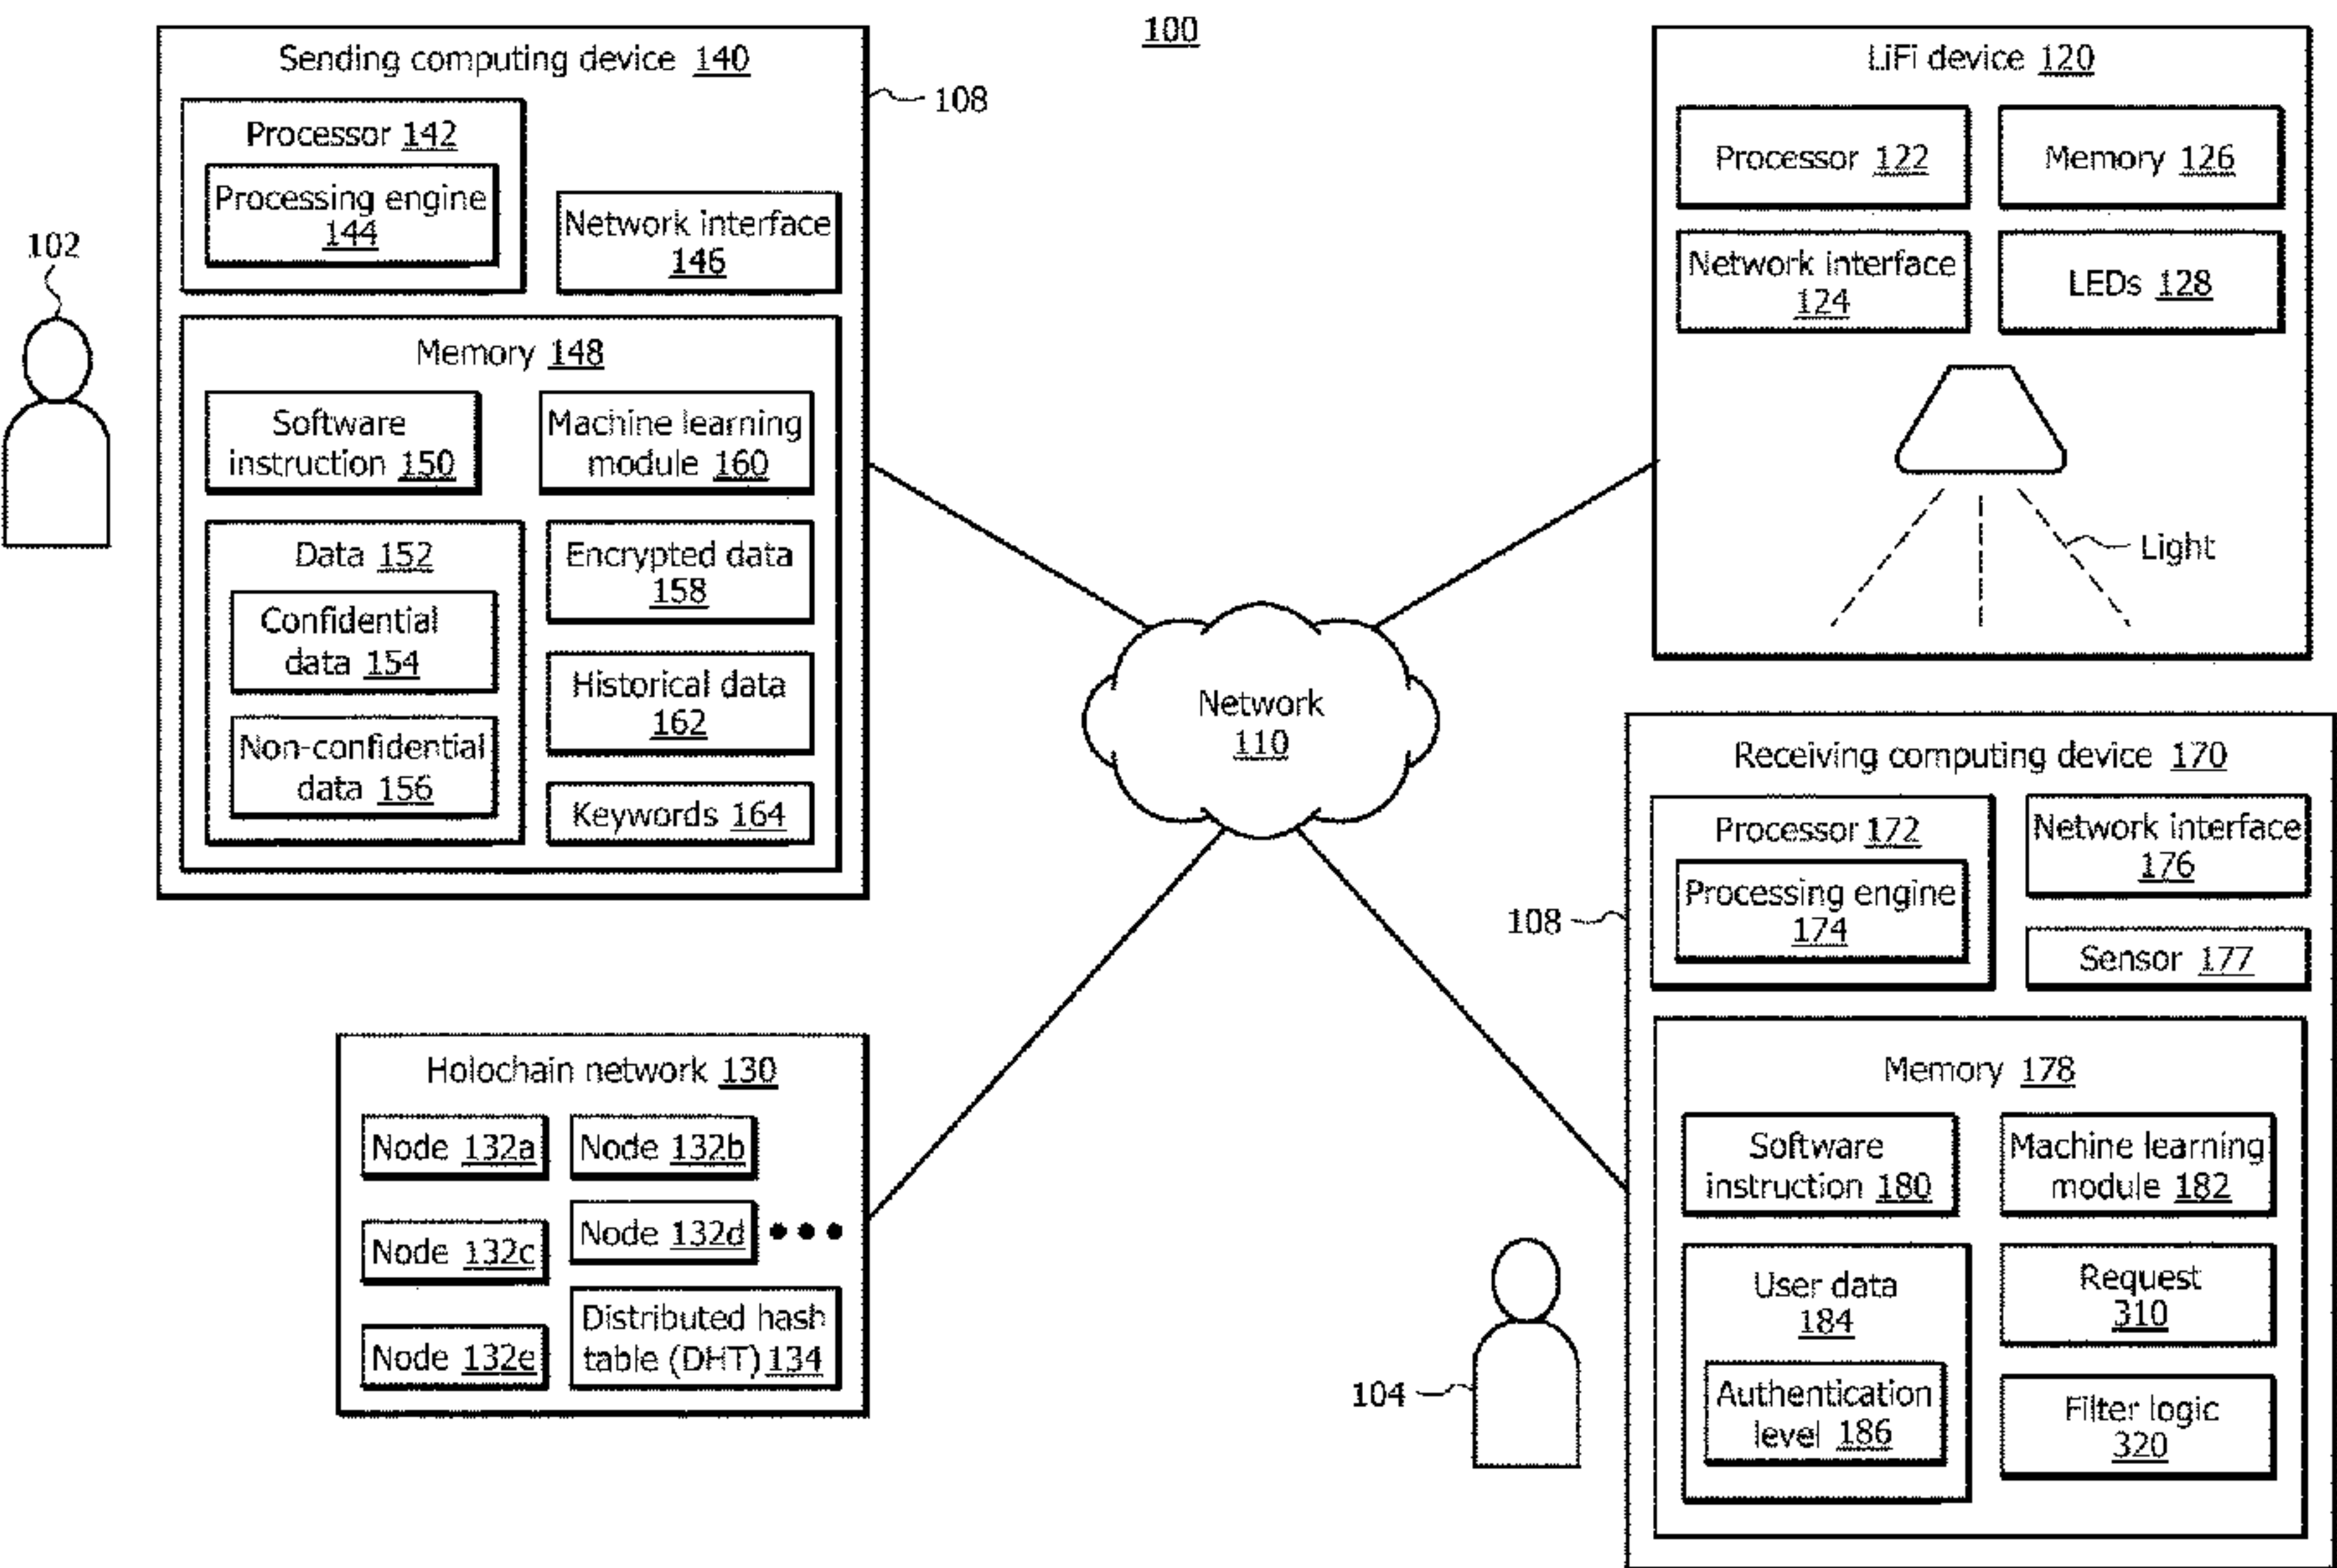 100
Sending computing device 140
108
Processor 142
Processing engine
144
Network interface
146
102
Memory 148
Software
instruction 150
Machine learning
module 160
Data 152
Confidential
data 154
Non-confidential
data 156
Encrypted data
158
Historical data
162
Keywords 164
LiFi device 120
Processor 122
Memory 126
Network interface
124
LEDs 128
Light
Network
110
Holochain network 130
Node 132a
Node 132b
Node 132c
Node 132d
Node 132e
Distributed hash
table (DHT) 134
Receiving computing device 170
108
Processor 172
Processing engine
174
Network interface
176
Sensor 177
Memory 178
Software
instruction 180
Machine learning
module 182
User data
184
Authentication
level 186
Request
310
Filter logic
320
104